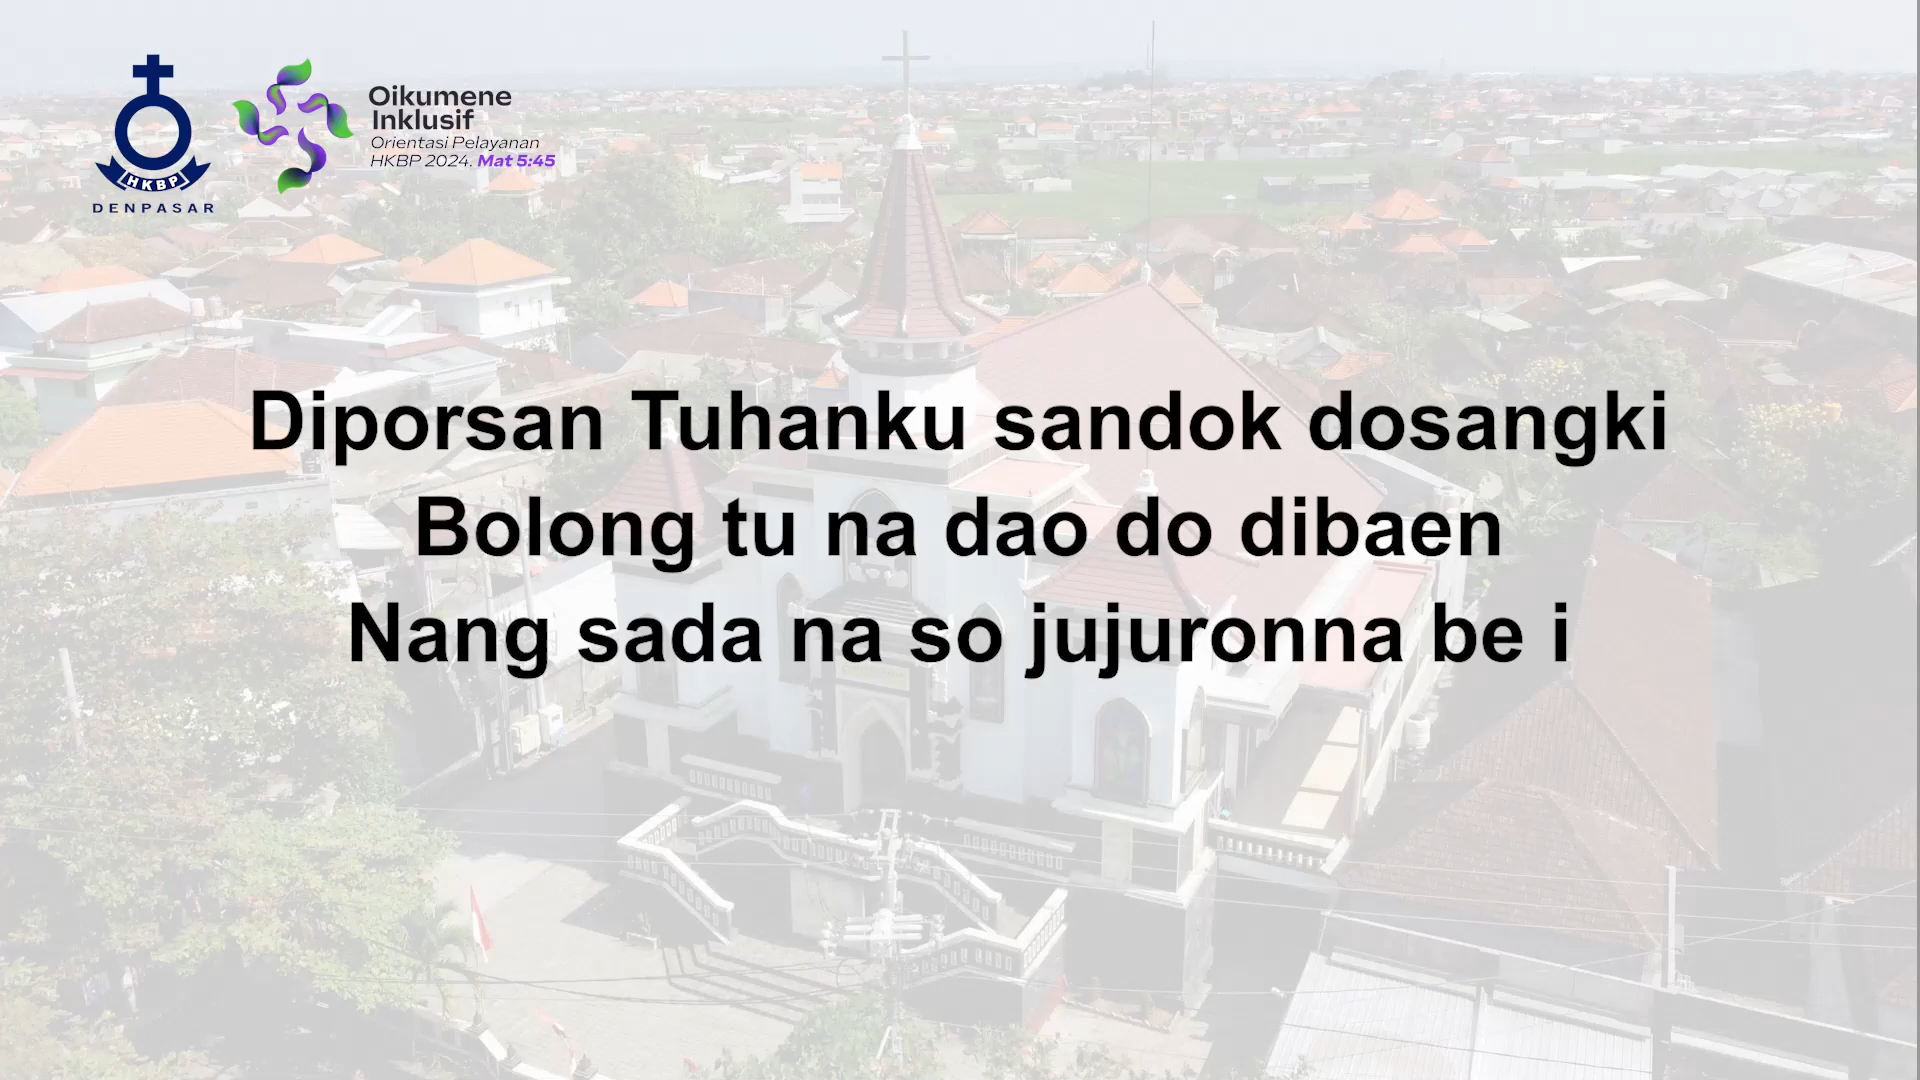 HKBP
DENPASAR
Oikumene
Inklusif
Orientasi Pelayanan
HKBP 2024. Mat 5:45
Diporsan Tuhanku sandok dosangki
Bolong tu na dao do dibaen
Nang sada na so jujuronna be i